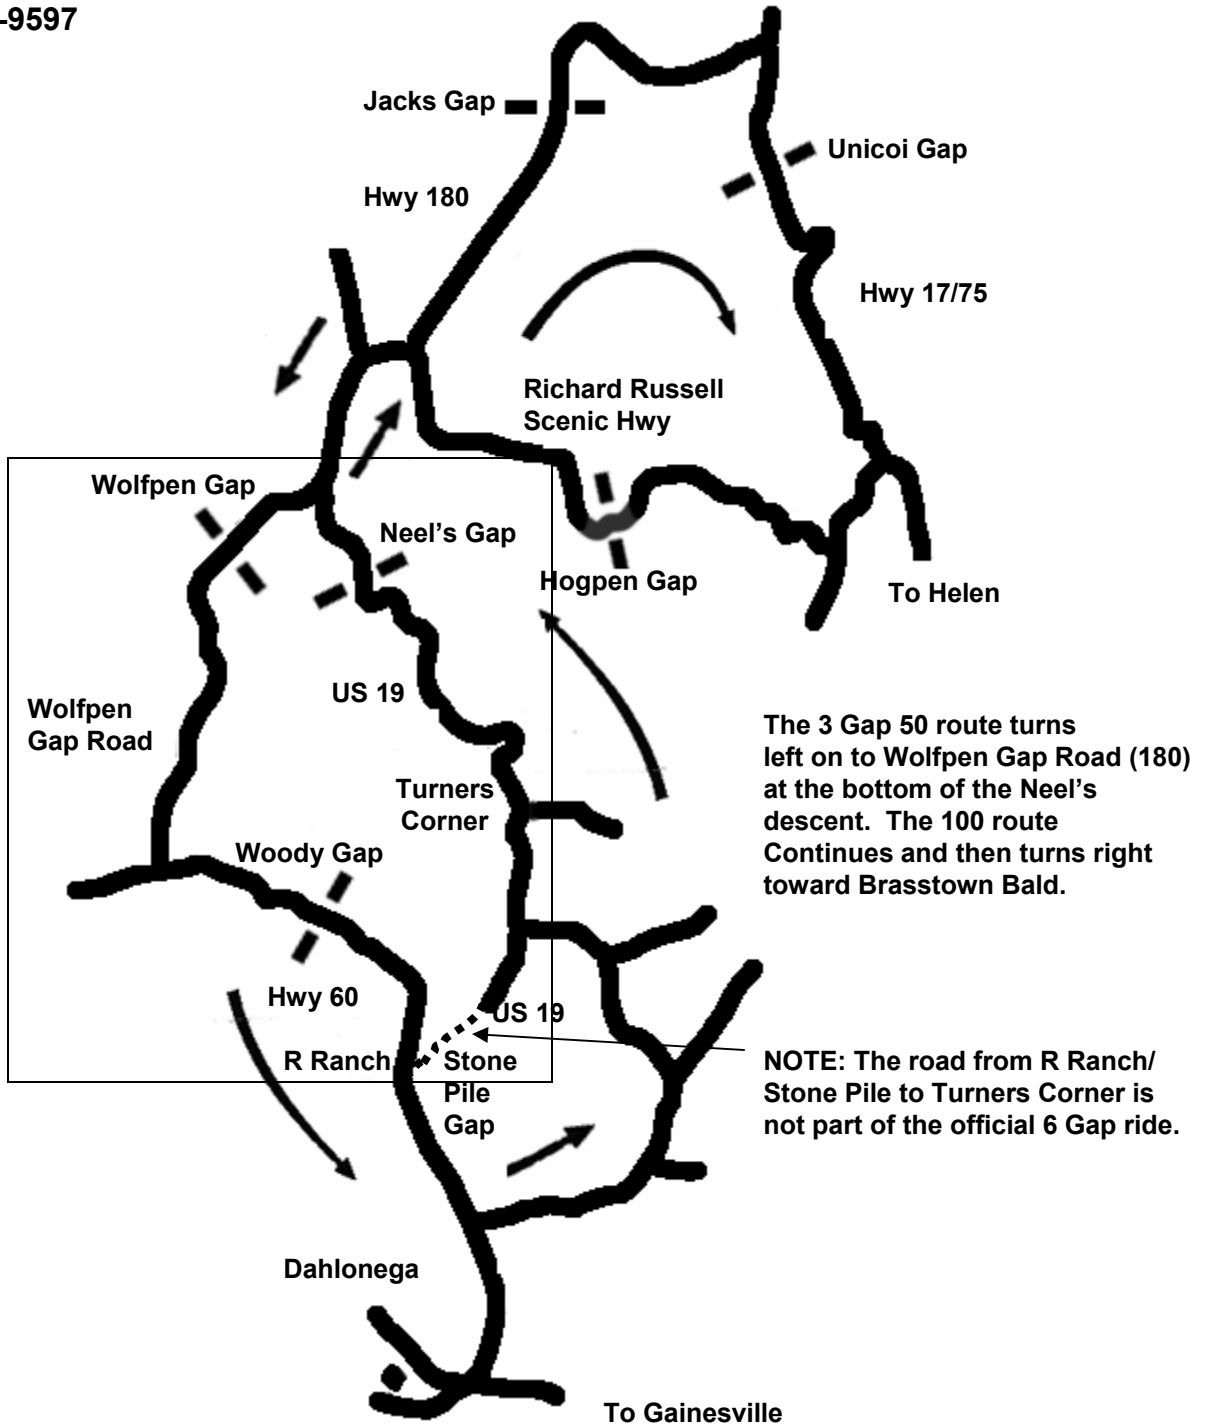 -9597
Jacks Gap
Unicoi Gap
Hwy 180
Hwy 17/75
Richard Russell
Scenic Hwy
Wolfpen Gap
Neel’s Gap
Hogpen Gap
To Helen
US 19
Wolfpen
Gap Road
The 3 Gap 50 route turns
left on to Wolfpen Gap Road (180)
at the bottom of the Neel’s
descent.  The 100 route
Continues and then turns right
toward Brasstown Bald.
Turners
Corner
Woody Gap
Hwy 60
US 19
R Ranch
Stone
Pile
Gap
NOTE: The road from R Ranch/
Stone Pile to Turners Corner is
not part of the official 6 Gap ride.
Dahlonega
To Gainesville